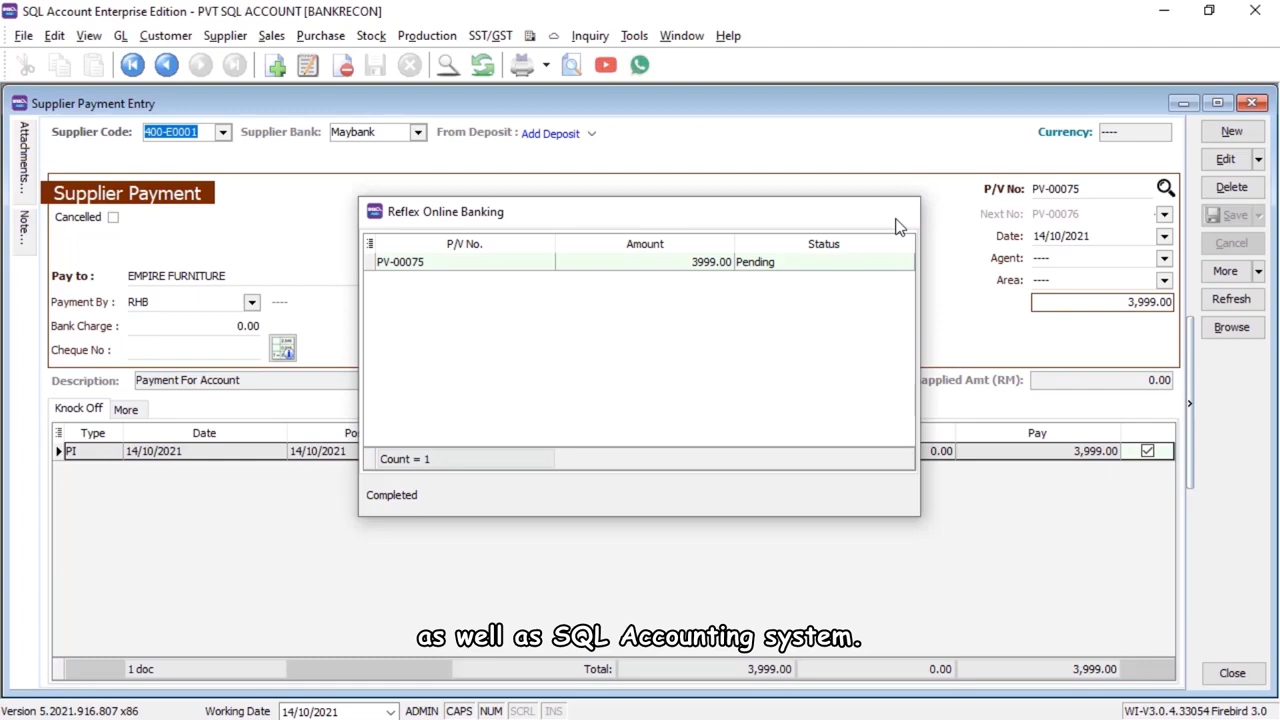 SQL Account Enterprise Edition - PVT SQL ACCOUNT [BANKRECON]
File Edit View GL Customer Supplier Sales Purchase Stock Production SST/GST Inquiry Tools Window Help
Supplier Payment Entry
Attachments...
Note...
Supplier Code: 400-E0001 Supplier Bank: Maybank From Deposit : Add Deposit Currency: ----
Supplier Payment
Cancelled
Pay to : EMPIRE FURNITURE
Payment By : RHB ----
Bank Charge : 0.00
Cheque No :
Description: Payment For Account
P/V No: PV-00075
Next No: PV-00076
Date: 14/10/2021
Agent: ----
Area: ----
3,999.00
applied Amt (RM): 0.00
New
Edit
Delete
Save
Cancel
More
Refresh
Browse
Close
Reflex Online Banking
P/V No. Amount Status
PV-00075 3999.00 Pending
Count = 1
Completed
Knock Off More
Type Date Pos Pay
PI 14/10/2021 14/10/2021 0.00 3,999.00
as well as SQL Accounting system.
1 doc Total: 3,999.00 0.00 3,999.00
Version 5.2021.916.807 x86 Working Date 14/10/2021 ADMIN CAPS NUM SCRL INS WI-V3.0.4.33054 Firebird 3.0